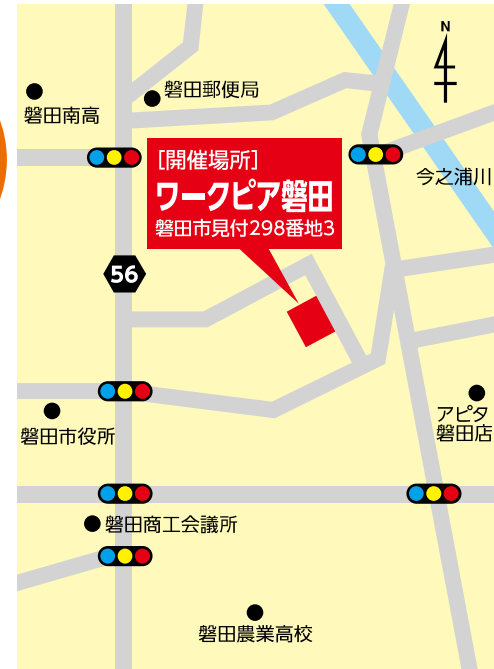 N
磐田郵便局
磐田南高
[開催場所]
ワークピア磐田
磐田市見付298番地3
今之浦川
56
アピタ
磐田店
磐田市役所
磐田商工会議所
磐田農業高校